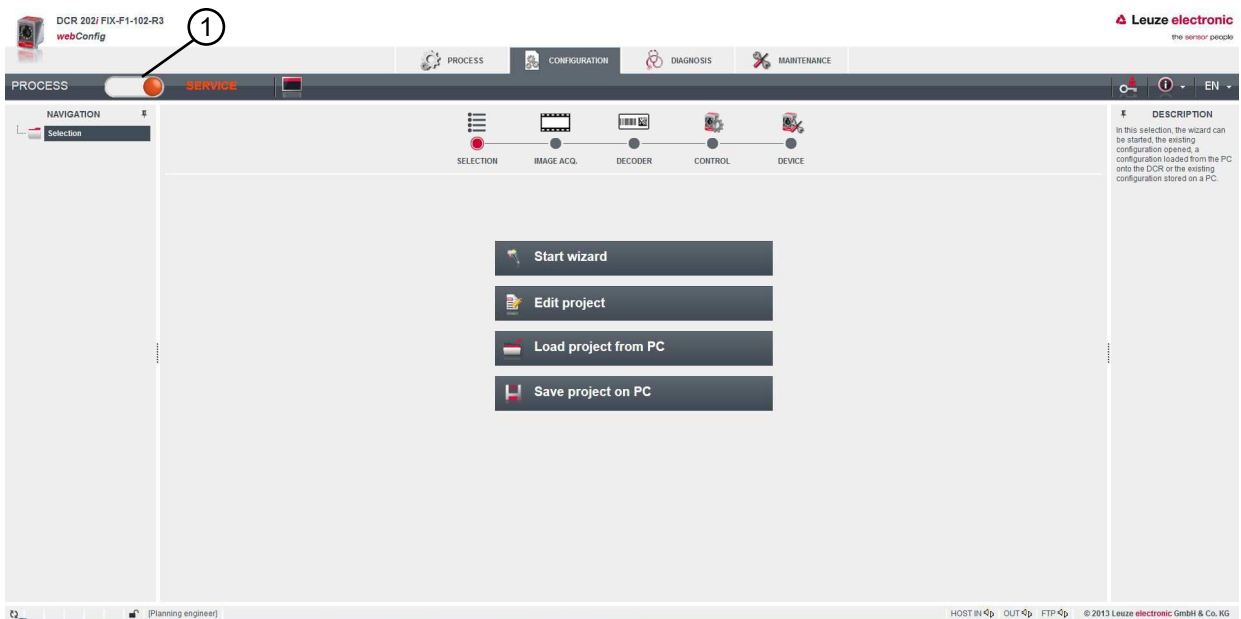 DCR 202i FIX-F1-102-R3
webConfig
1
Leuze electronic
the sensor people
PROCESS
CONFIGURATION
DIAGNOSIS
MAINTENANCE
PROCESS
SERVICE
EN
NAVIGATION
Selection
SELECTION
IMAGE ACQ.
DECODER
CONTROL
DEVICE
Start wizard
Edit project
Load project from PC
Save project on PC
DESCRIPTION
In this selection, the wizard can
be started, the existing
configuration opened, a
configuration loaded from the PC
onto the DCR or the existing
configuration stored on a PC.
[Planning engineer]
HOST IN
OUT
FTP
© 2013 Leuze electronic GmbH & Co. KG